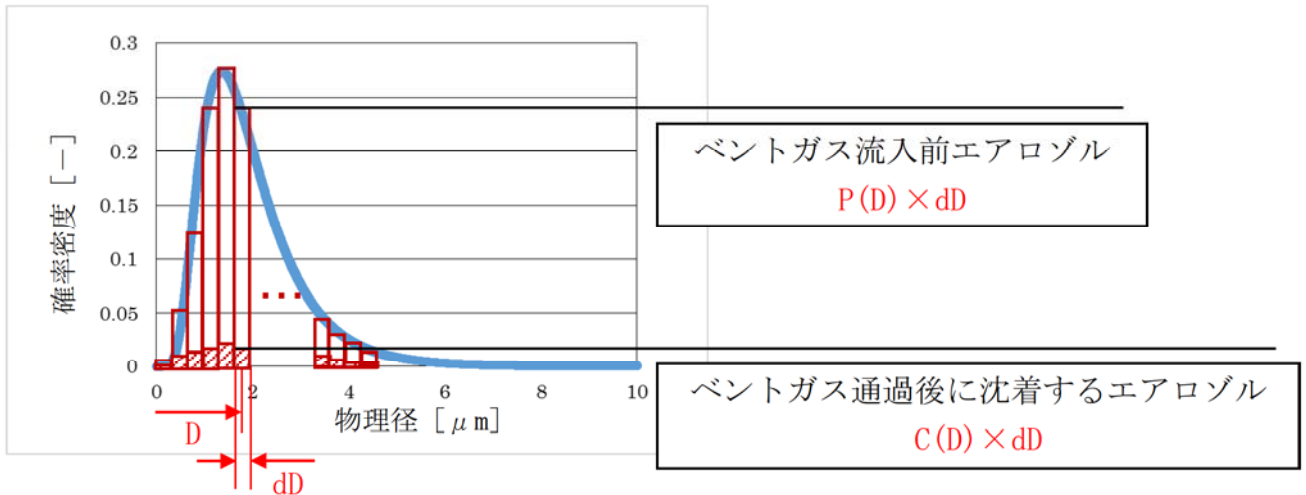 0.3
0.25
0.2
0.15
0.1
0.05
0
確率密度［―］
0 2 4 6 8 10
物理径［μm］
D
dD
ベントガス流入前エアロゾル
P(D)×dD
ベントガス通過後に沈着するエアロゾル
C(D)×dD